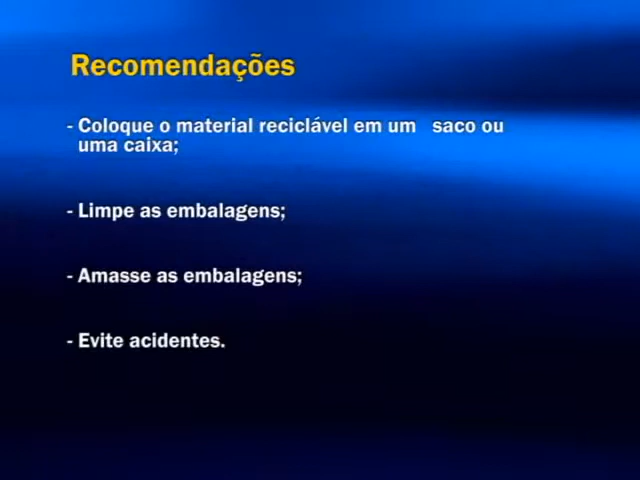 Recomendações
- Coloque o material reciclável em um saco ou
uma caixa;
- Limpe as embalagens;
- Amasse as embalagens;
- Evite acidentes.